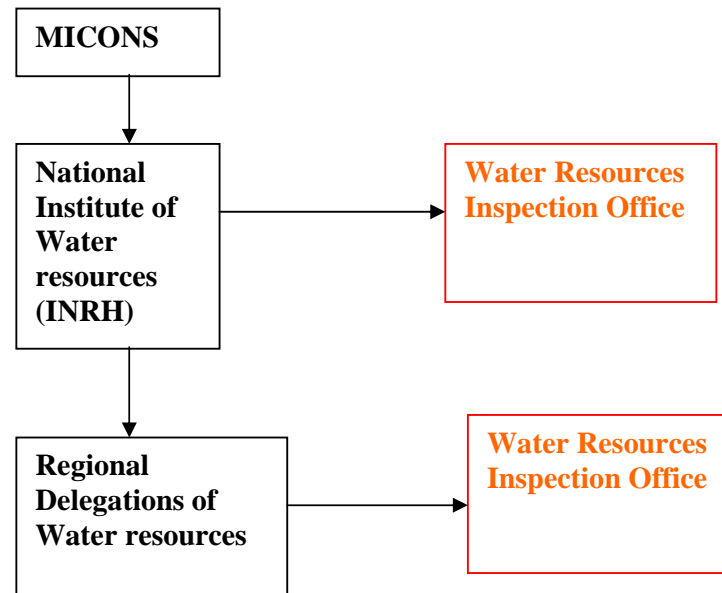 MICONS
National
Institute of
Water
resources
(INRH)
Water Resources
Inspection Office
Regional
Delegations of
Water resources
Water Resources
Inspection Office